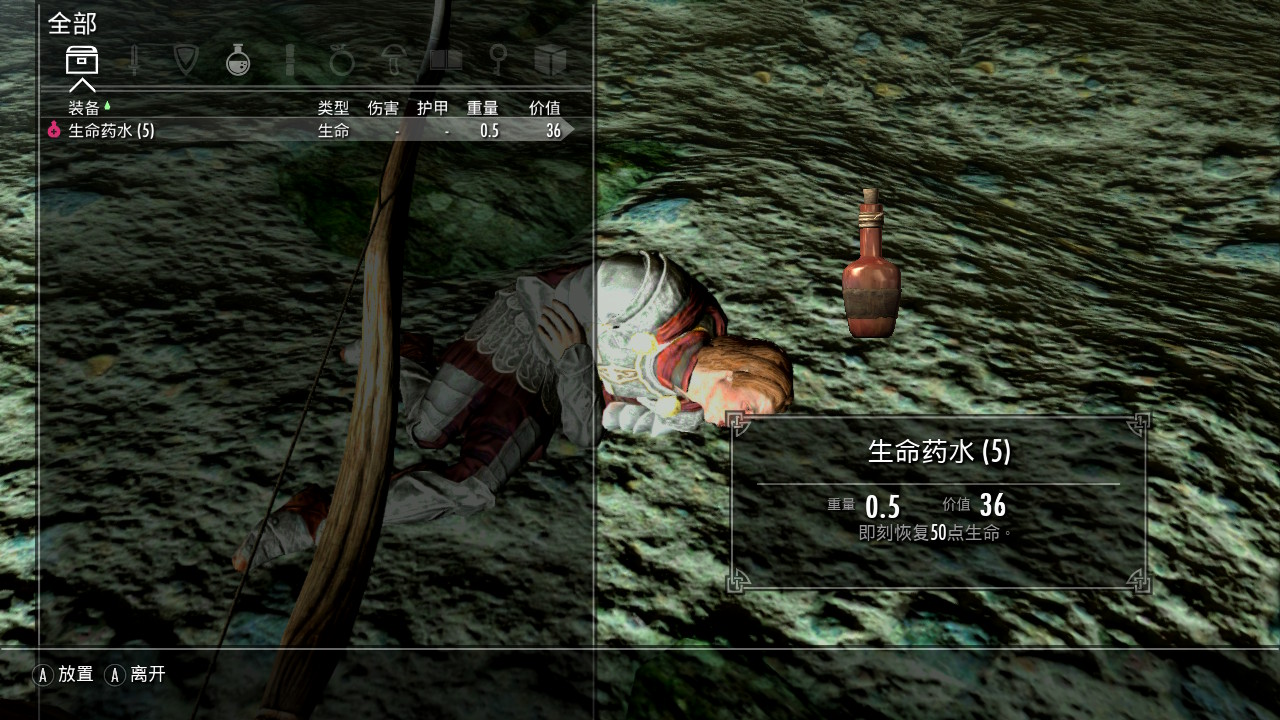 全部
装备 类型 伤害 护甲 重量 价值
生命药水 (5) 生命 - - 0.5 36
生命药水 (5)
重量 0.5 价值 36
即刻恢复50点生命。
A 放置 A 离开